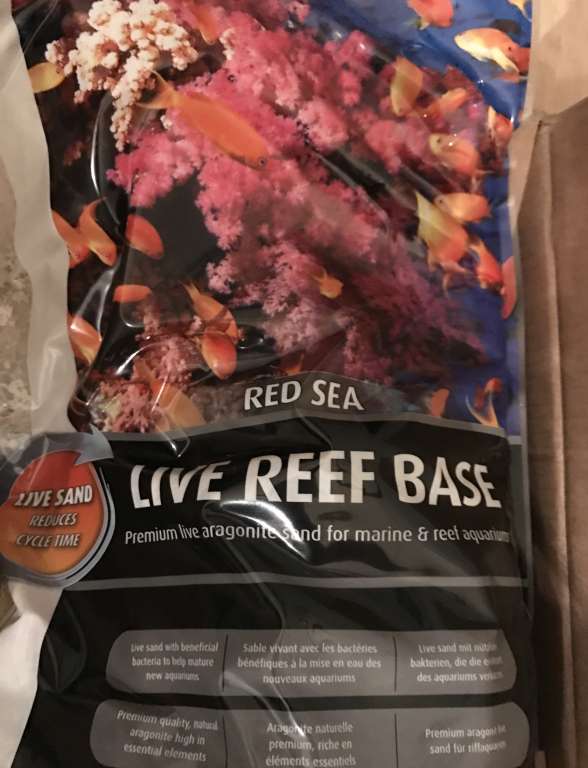 RED SEA
LIVE REEF BASE
Premium live aragonite sand for marine & reef aquariums
LIVE SAND
REDUCES
CYCLE TIME
Live sand with beneficial
bacteria to help mature
new aquariums
Sable vivant avec les bactéries
bénéfiques à la mise en eau des
nouveaux aquariums
Live sand mit
bakterien, die die
des aquariums
Premium quality, natural
aragonite high in
essential elements
Aragonite naturelle
premium, riche en
éléments essentiels
Premium aragonit live
sand für riffaquarien